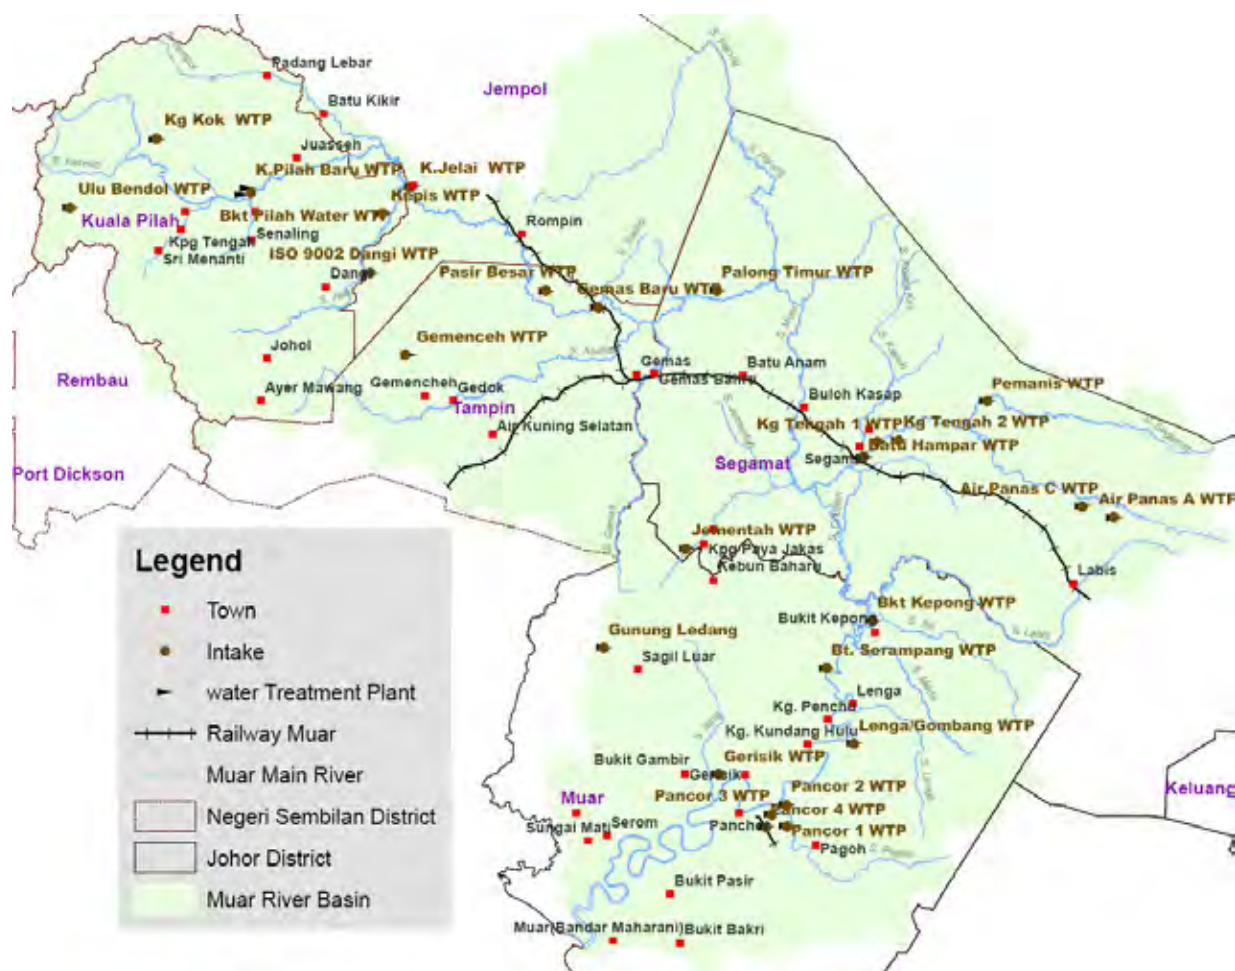 Padang Lebar
Jempol
Batu Kikir
Kg Kok WTP
Juasseh
K.Pilah Baru WTP
K.Jelai WTP
Ulu Bendol WTP
Kepis WTP
Kuala Pilah
Bkt Pilah Water WTP
Rompin
Kpg Tengah
Senaling
Sri Menanti
ISO 9002 Dangi WTP
Dangi
Pasir Besar WTP
Palong Timur WTP
Gemas Baru WTP
Gemenceh WTP
Johol
Gemas
Batu Anam
Rembau
Ayer Mawang
Gemencheh
Gedok
Gemas Bahru
Pemanis WTP
Tampin
Buloh Kasap
Air Kuning Selatan
Kg Tengah 1 WTP
Kg Tengah 2 WTP
Segamat
Batu Hampar WTP
Port Dickson
Air Panas C WTP
Air Panas A WTP
Jementah WTP
Kpg Paya Jakas
Kebun Baharu
Labis
S. Labis
Legend
Town
Intake
water Treatment Plant
Railway Muar
Muar Main River
Negeri Sembilan District
Johor District
Muar River Basin
Bkt Kepong WTP
Bukit Kepong
Gunung Ledang
Sagil Luar
Bt. Serampang WTP
Lenga
Kg. Pencha
Kg. Kundang Hulu
Lenga/Gombang WTP
Bukit Gambir
Gerisik WTP
Gerisik
Muar
Pancor 3 WTP
Pancor 2 WTP
Pancor 4 WTP
Keluang
Sungai Mati
Serom
Panchor
Pancor 1 WTP
Pagoh
Bukit Pasir
Muar(Bandar Maharani)
Bukit Bakri